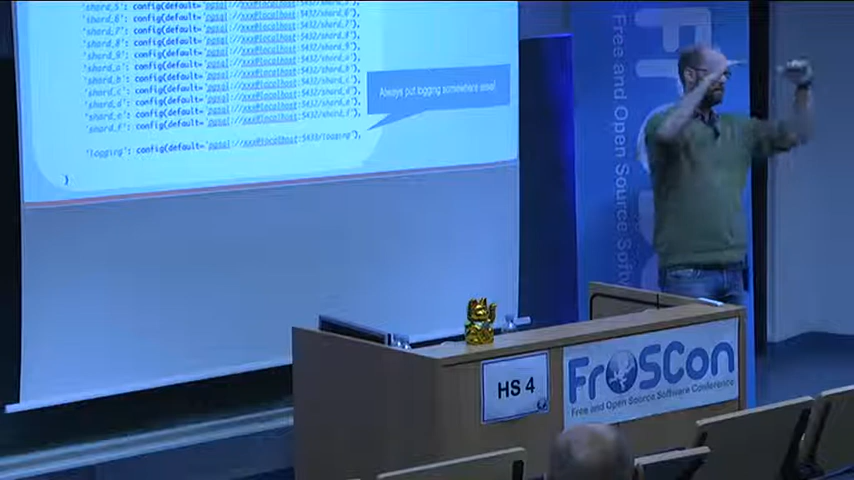 'shard_5': config(default='pgsql://xxx@localhost:5432/shard_5'),
'shard_6': config(default='pgsql://xxx@localhost:5432/shard_6'),
'shard_7': config(default='pgsql://xxx@localhost:5432/shard_7'),
'shard_8': config(default='pgsql://xxx@localhost:5432/shard_8'),
'shard_9': config(default='pgsql://xxx@localhost:5432/shard_9'),
'shard_a': config(default='pgsql://xxx@localhost:5432/shard_a'),
'shard_b': config(default='pgsql://xxx@localhost:5432/shard_b'),
'shard_c': config(default='pgsql://xxx@localhost:5432/shard_c'),
'shard_d': config(default='pgsql://xxx@localhost:5432/shard_d'),
'shard_e': config(default='pgsql://xxx@localhost:5432/shard_e'),
'shard_f': config(default='pgsql://xxx@localhost:5432/shard_f'),
'logging': config(default='pgsql://xxx@localhost:5433/logging'),
}
Always put logging somewhere else!
Free and Open Source Softw
HS 4
FrOSCon
Free and Open Source Software Conference